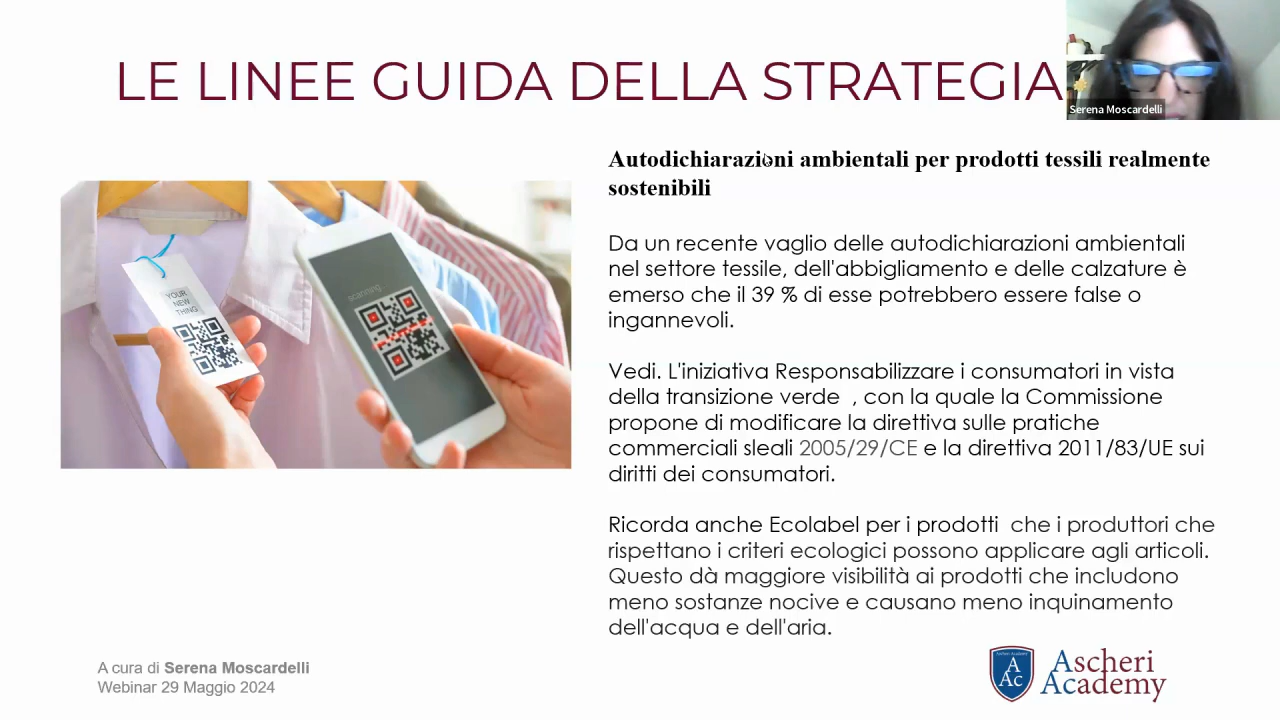 LE LINEE GUIDA DELLA STRATEGIA
Serena Moscardelli
Autodichiarazioni ambientali per prodotti tessili realmente
sostenibili
Da un recente vaglio delle autodichiarazioni ambientali
nel settore tessile, dell'abbigliamento e delle calzature è
emerso che il 39 % di esse potrebbero essere false o
ingannevoli.
Vedi. L'iniziativa Responsabilizzare i consumatori in vista
della transizione verde , con la quale la Commissione
propone di modificare la direttiva sulle pratiche
commerciali sleali 2005/29/CE e la direttiva 2011/83/UE sui
diritti dei consumatori.
Ricorda anche Ecolabel per i prodotti che i produttori che
rispettano i criteri ecologici possono applicare agli articoli.
Questo dà maggiore visibilità ai prodotti che includono
meno sostanze nocive e causano meno inquinamento
dell'acqua e dell'aria.
YOUR
NEW
THING
scanning
A cura di Serena Moscardelli
Webinar 29 Maggio 2024
Ascheri Academy
A
Ac
Ascheri
Academy